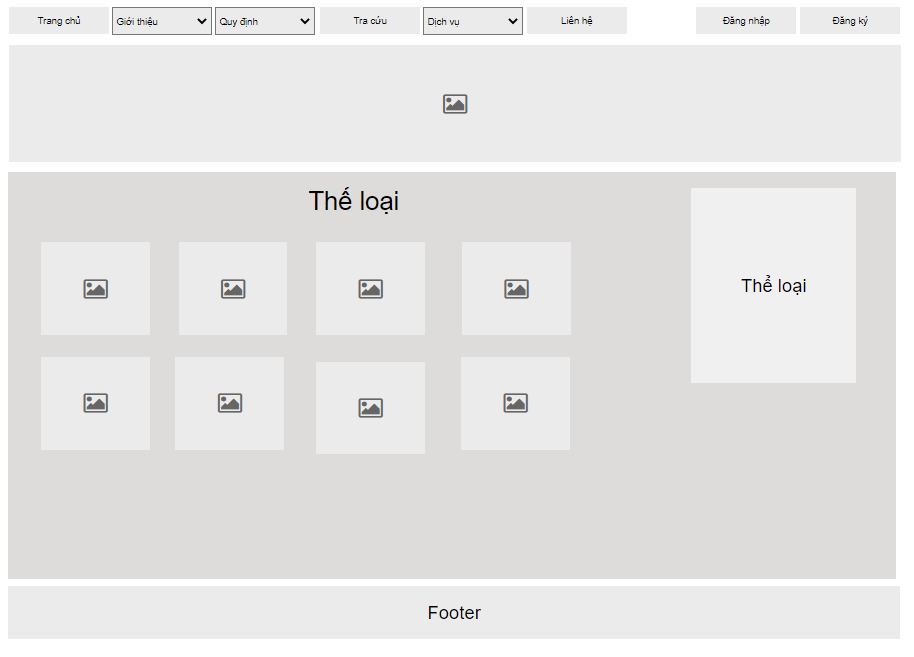 Trang chủ
Giới thiệu
Quy định
Tra cứu
Dịch vụ
Liên hệ
Đăng nhập
Đăng ký
Thế loại
Thể loại
Footer